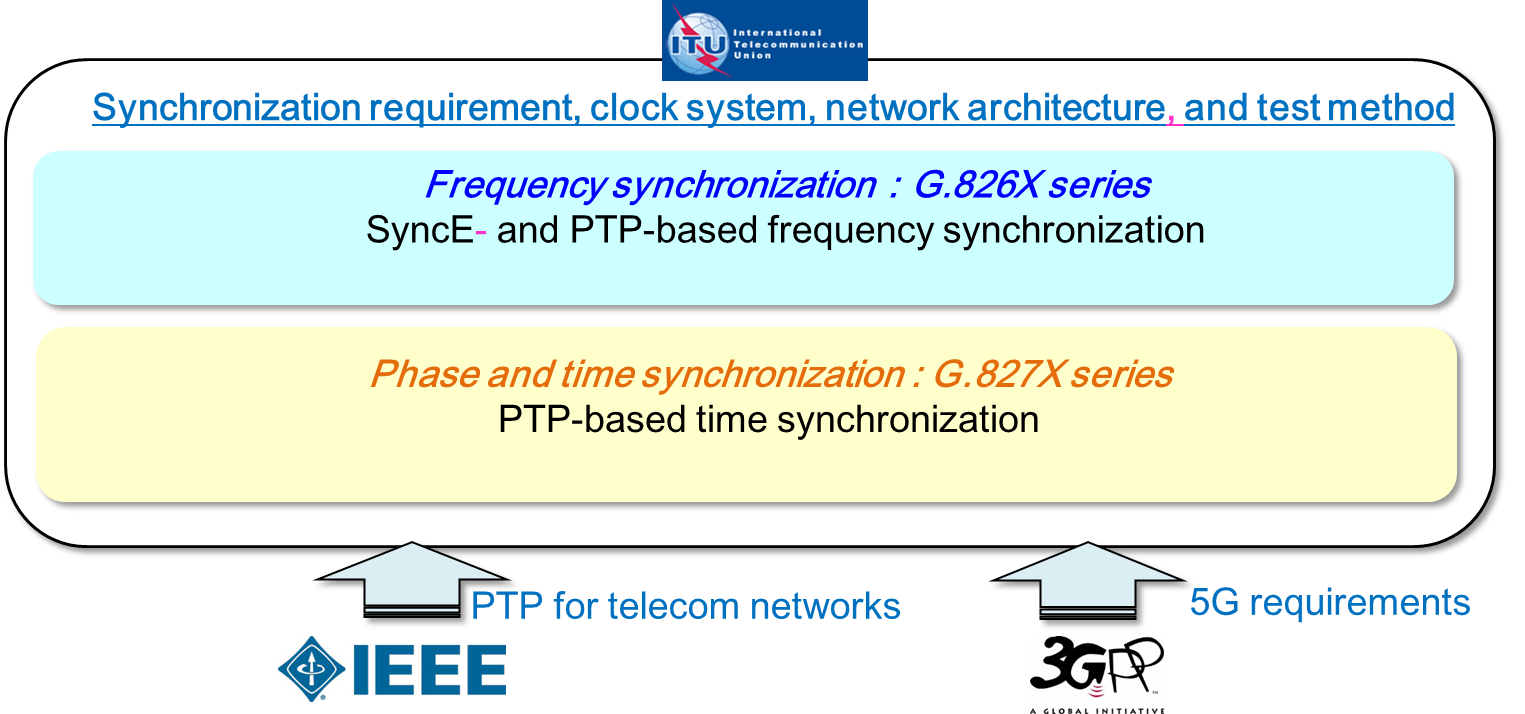 ITU
International
Telecommunication
Union
Synchronization requirement, clock system, network architecture, and test method
Frequency synchronization : G.826X series
SyncE- and PTP-based frequency synchronization
Phase and time synchronization : G.827X series
PTP-based time synchronization
PTP for telecom networks
5G requirements
IEEE
3GPP
TM
A GLOBAL INITIATIVE